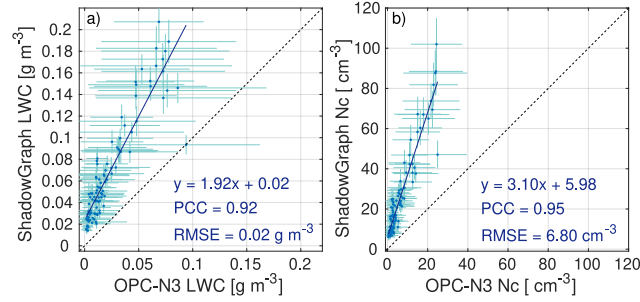 a)
ShadowGraph LWC [g m⁻³]
0.2
0.18
0.16
0.14
0.12
0.1
0.08
0.06
0.04
0.02
0
0
0.05
0.1
0.15
0.2
OPC-N3 LWC [g m⁻³]
y = 1.92x + 0.02
PCC = 0.92
RMSE = 0.02 g m⁻³
b)
ShadowGraph Nc [ cm⁻³]
120
100
80
60
40
20
0
0
20
40
60
80
100
120
OPC-N3 Nc [ cm⁻³]
y = 3.10x + 5.98
PCC = 0.95
RMSE = 6.80 cm⁻³